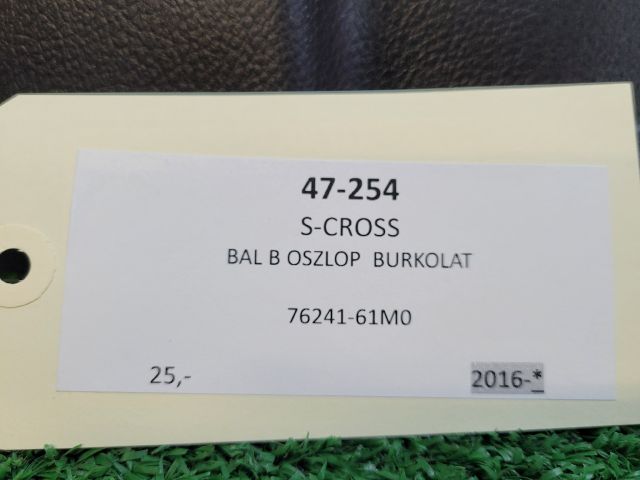 47-254
S-CROSS
BAL B OSZLOP BURKOLAT
76241-61M0
25,- 2016-*